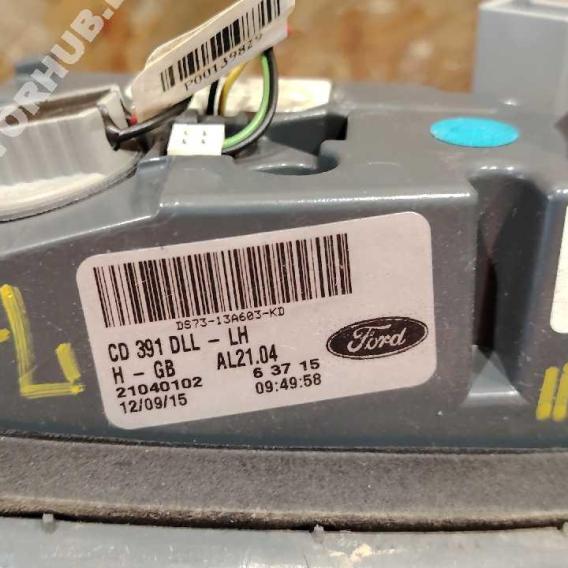 P00139829
DS73-13A603-KD
CD 391 DLL - LH
H - GB AL21.04
21040102 6 37 15
12/09/15 09:49:58
Ford